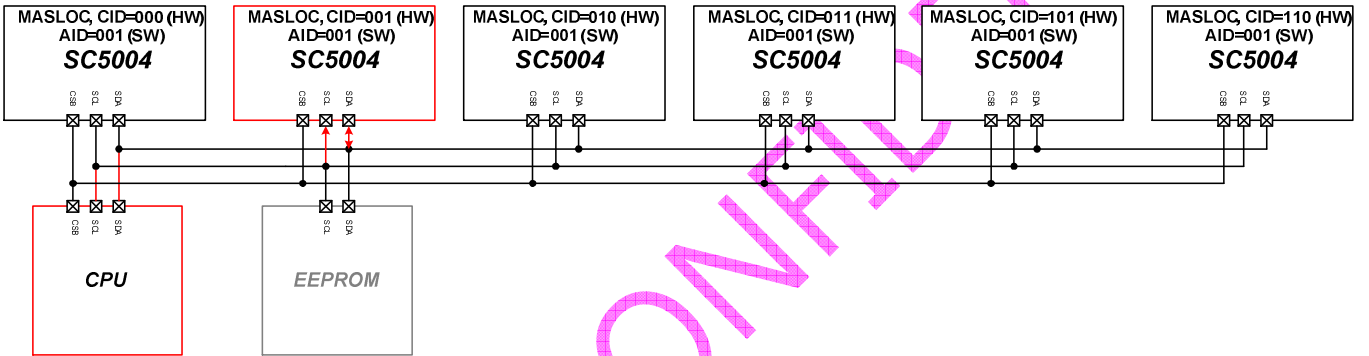 MASLOC, CID=000 (HW)
AID=001 (SW)
SC5004
CSB SCL SDA
MASLOC, CID=001 (HW)
AID=001 (SW)
SC5004
CSB SCL SDA
MASLOC, CID=010 (HW)
AID=001 (SW)
SC5004
CSB SCL SDA
MASLOC, CID=011 (HW)
AID=001 (SW)
SC5004
CSB SCL SDA
MASLOC, CID=101 (HW)
AID=001 (SW)
SC5004
CSB SCL SDA
MASLOC, CID=110 (HW)
AID=001 (SW)
SC5004
CSB SCL SDA
CSB SCL SDA
CPU
SCL SDA
EEPROM
ONFID